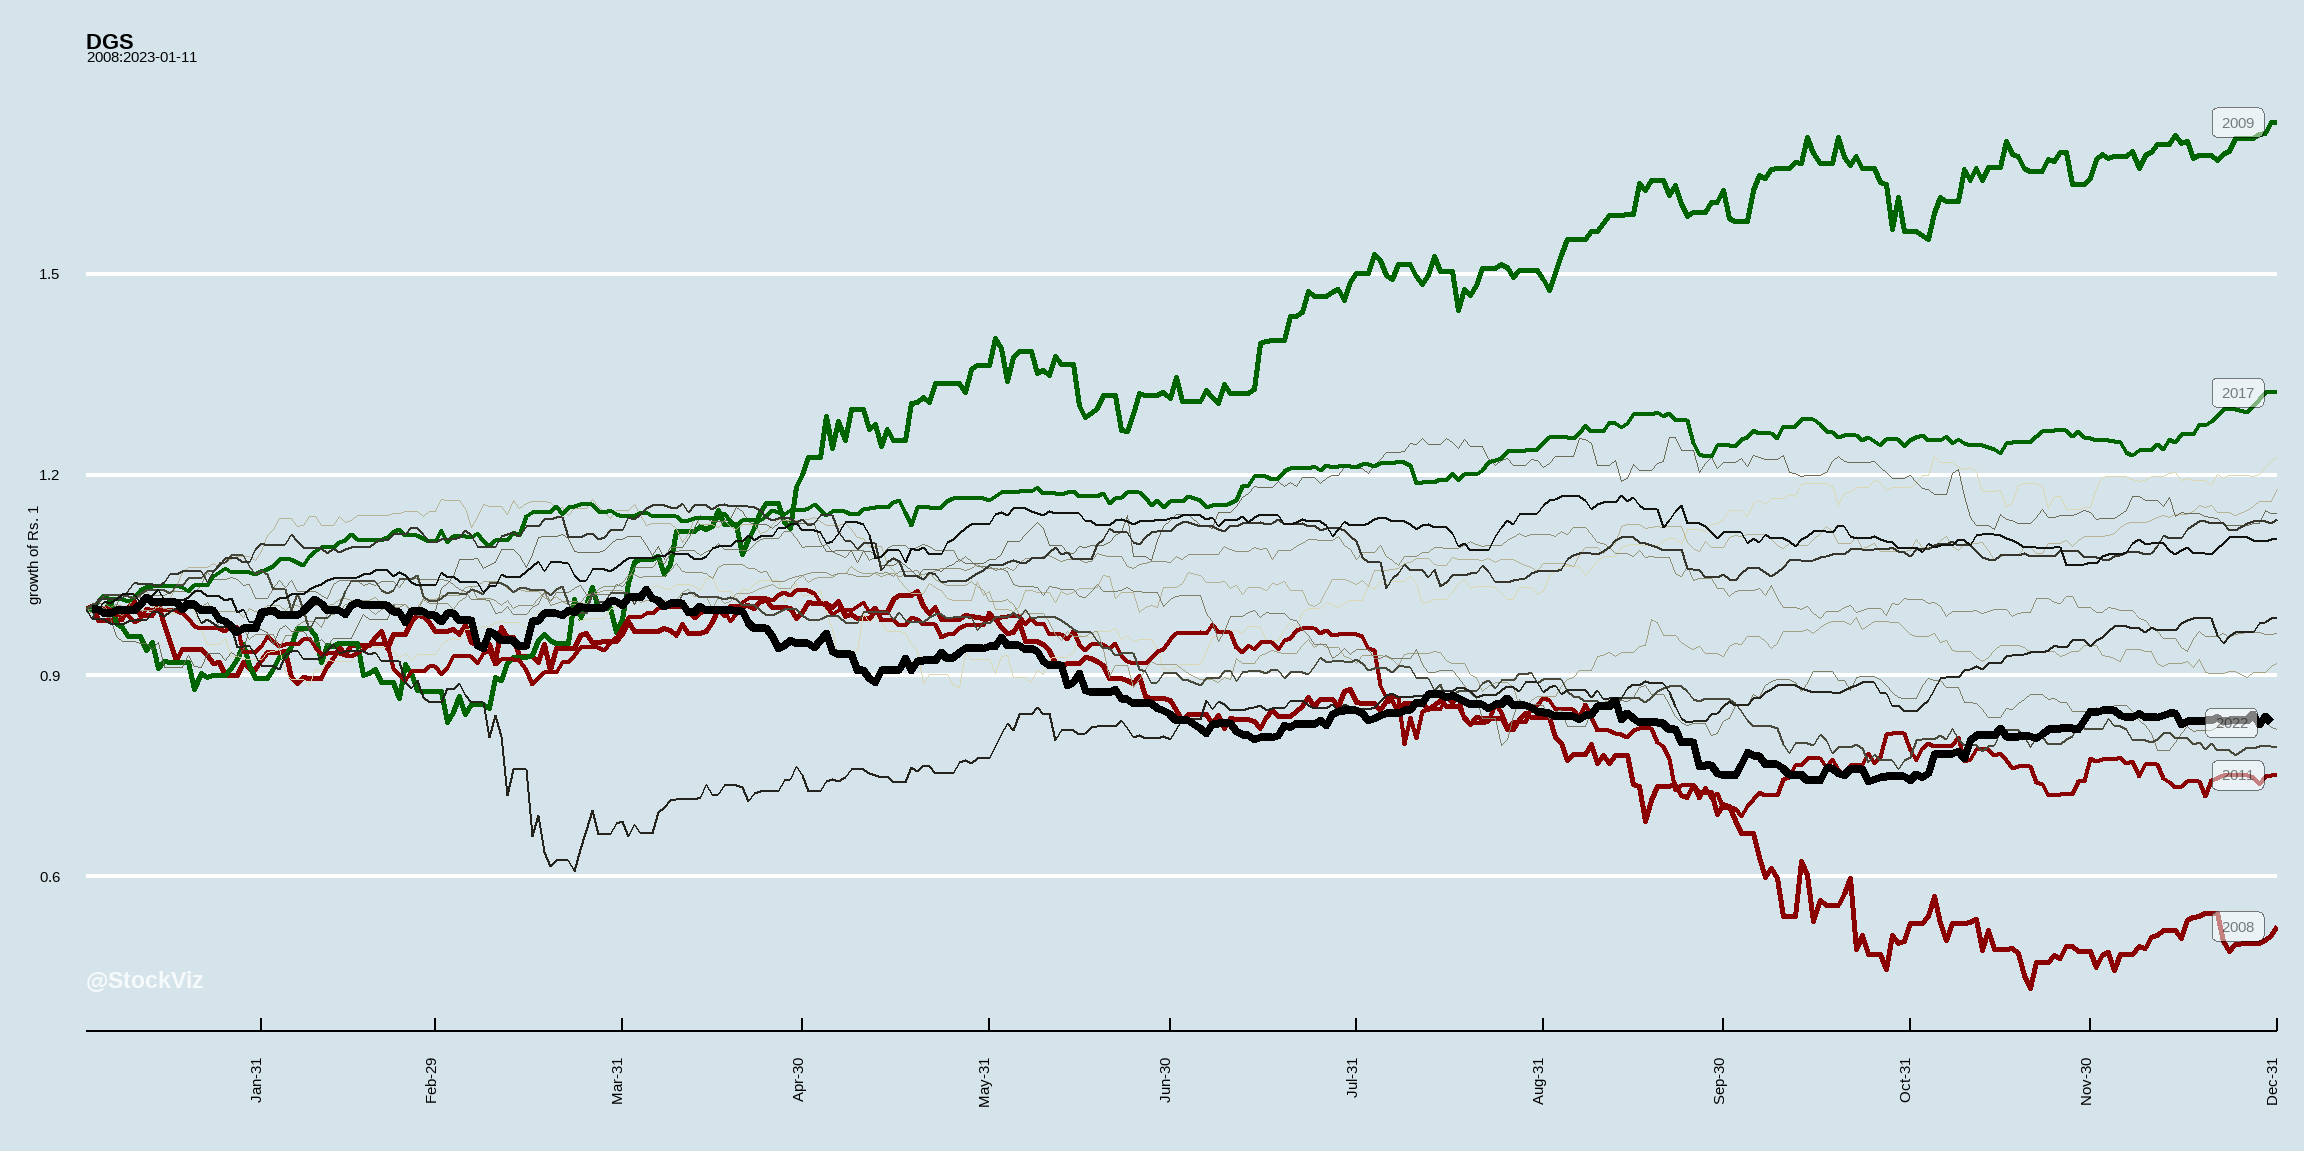 DGS
2008:2023-01-11
growth of Rs. 1
1.5
1.2
0.9
0.6
2009
2017
2022
2011
2008
@StockViz
Jan-31
Feb-29
Mar-31
Apr-30
May-31
Jun-30
Jul-31
Aug-31
Sep-30
Oct-31
Nov-30
Dec-31